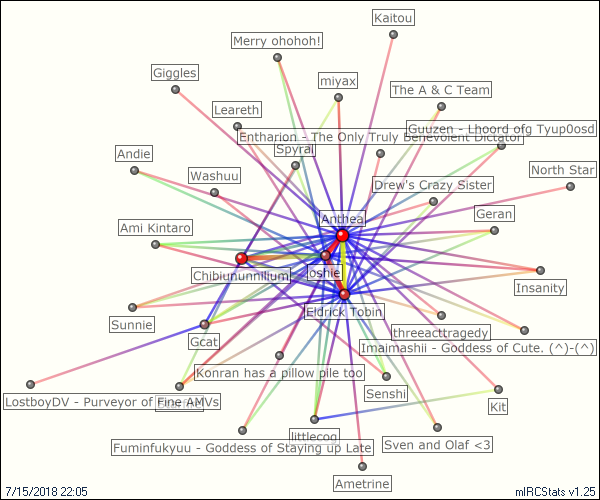 Kaitou
Merry ohohoh!
Giggles
miyax
The A & C Team
Leareth
Guuzen - Lhoord ofg Tyup0osd
Entharion - The Only Truly Benevolent Dictator
Spyral
Andie
Washuu
North Star
Drew's Crazy Sister
Anthea
Geran
Ami Kintaro
Joshie
Chibiunumnilum
Insanity
Eldrick Tobin
Sunnie
threeacttragedy
Gcat
Imaimashii - Goddess of Cute. (^)-(^)
Konran has a pillow pile too
Senshi
LostboyDV - Purveyor of Fine AMVs
Kit
littlecog
Fuminfukyuu - Goddess of Staying up Late
Sven and Olaf <3
Ametrine
7/15/2018 22:05
mIRCStats v1.25